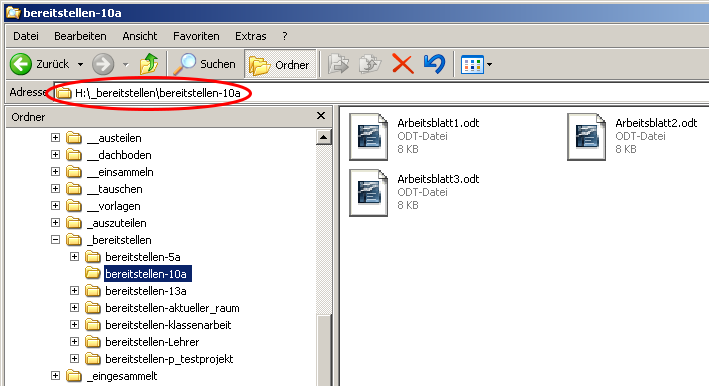 bereitstellen-10a
Datei Bearbeiten Ansicht Favoriten Extras ?
Zurück Suchen Ordner
Adresse H:\_bereitstellen\bereitstellen-10a
Ordner
__austeilen
__dachboden
__einsammeln
__tauschen
__vorlagen
_auszuteilen
_bereitstellen
bereitstellen-5a
bereitstellen-10a
bereitstellen-13a
bereitstellen-aktueller_raum
bereitstellen-klassenarbeit
bereitstellen-Lehrer
bereitstellen-p_testprojekt
_eingesammelt
Arbeitsblatt1.odt
ODT-Datei
8 KB
Arbeitsblatt2.odt
ODT-Datei
8 KB
Arbeitsblatt3.odt
ODT-Datei
8 KB